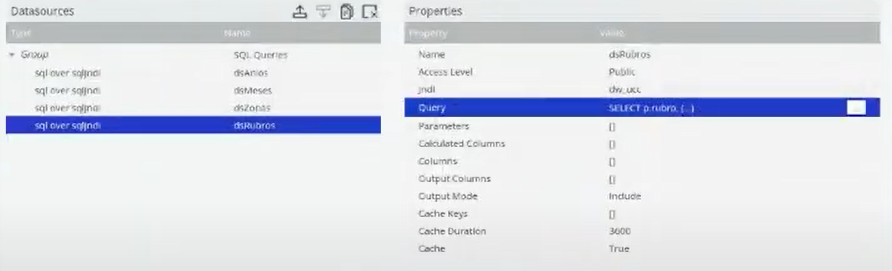 Datasources
Type Name
Group SQL Queries
sql over sqljndi dsAnios
sql over sqljndi dsMeses
sql over sqljndi dsZonas
sql over sqljndi dsRubros
Properties
Property Value
Name dsRubros
Access Level Public
Jndi dw_ucc
Query SELECT p.rubro, (...) ...
Parameters []
Calculated Columns []
Columns []
Output Columns []
Output Mode Include
Cache Keys []
Cache Duration 3600
Cache True